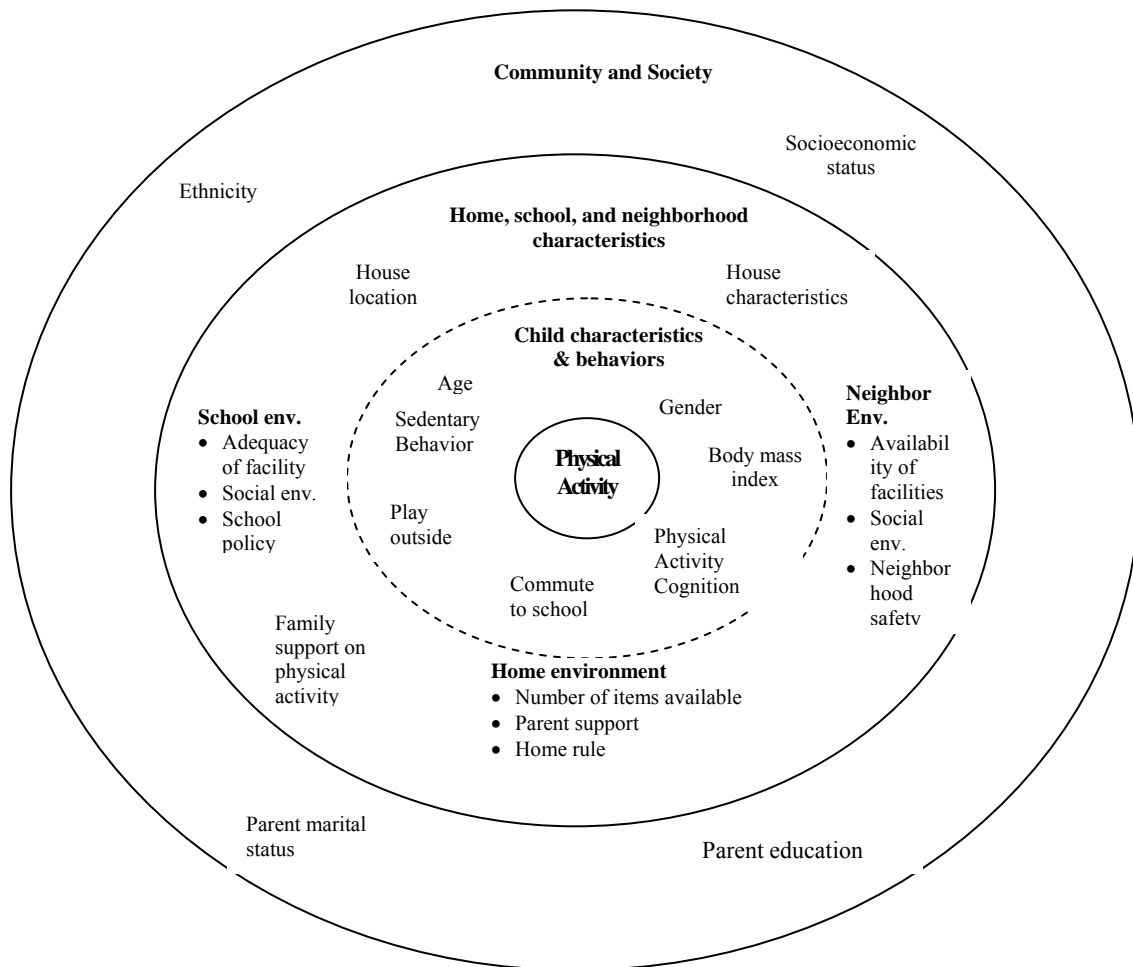 Community and Society
Socioeconomic
status
Ethnicity
Home, school, and neighborhood
characteristics
House
location
House
characteristics
Child characteristics
& behaviors
Age
Sedentary
Behavior
Gender
Physical
Activity
Body mass
index
School env.
• Adequacy
of facility
• Social env.
• School
policy
Neighbor
Env.
• Availabil
ity of
facilities
• Social
env.
• Neighbor
hood
safety
Play
outside
Physical
Activity
Cognition
Commute
to school
Family
support on
physical
activity
Home environment
• Number of items available
• Parent support
• Home rule
Parent marital
status
Parent education